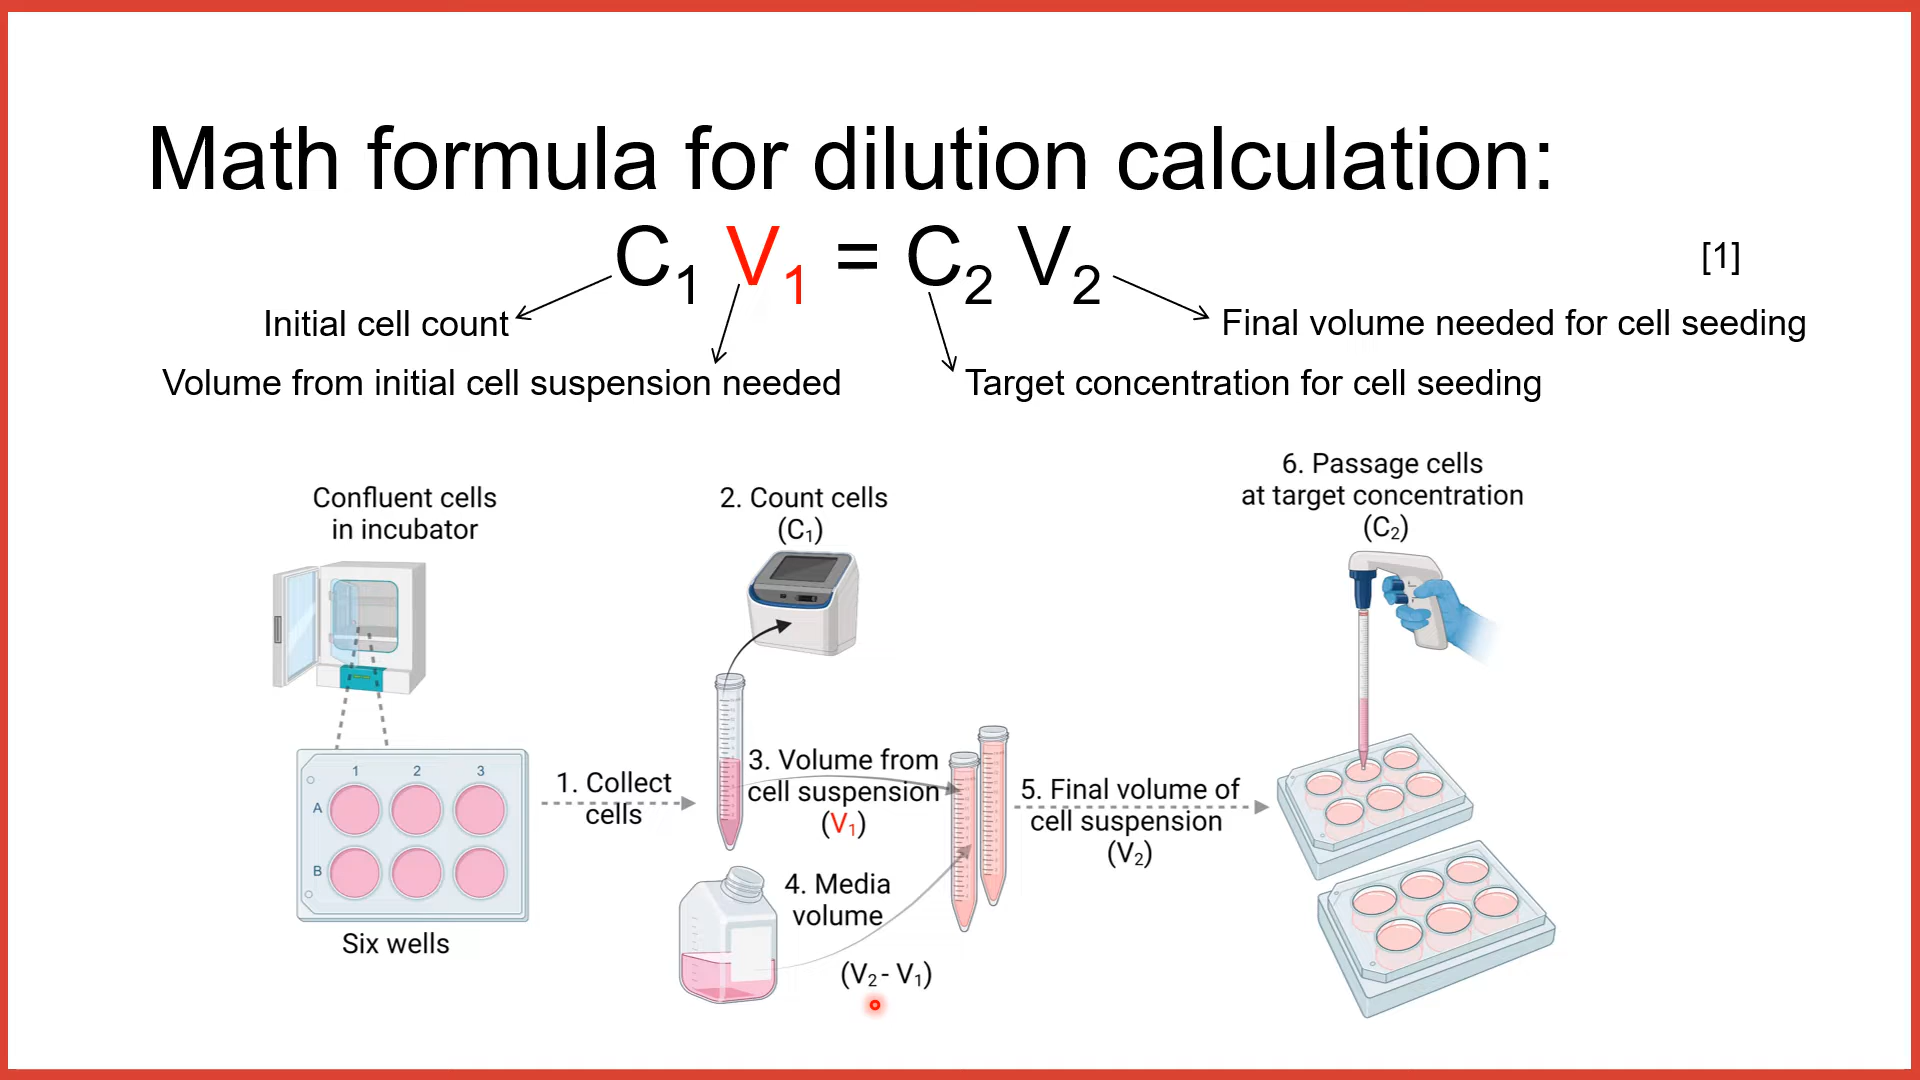 Math formula for dilution calculation:
C₁ V₁ = C₂ V₂
[1]
Initial cell count
Final volume needed for cell seeding
Volume from initial cell suspension needed
Target concentration for cell seeding
Confluent cells
in incubator
1 2 3
A
B
Six wells
1. Collect
cells
2. Count cells
(C₁)
3. Volume from
cell suspension
(V₁)
4. Media
volume
(V₂ - V₁)
5. Final volume of
cell suspension
(V₂)
6. Passage cells
at target concentration
(C₂)